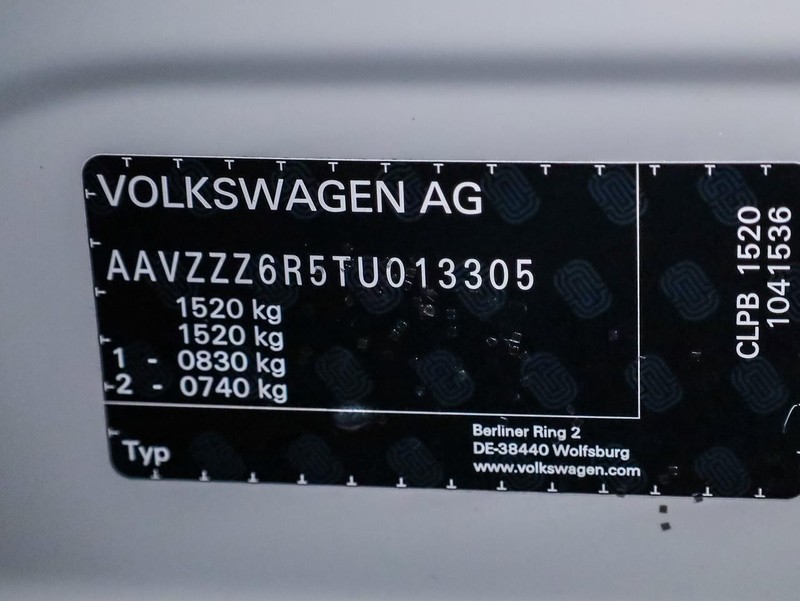 VOLKSWAGEN AG
AAVZZZ6R5TU013305
1520 kg
1520 kg
1 - 0830 kg
2 - 0740 kg
Typ
Berliner Ring 2
DE-38440 Wolfsburg
www.volkswagen.com
CLPB 1520
1041536